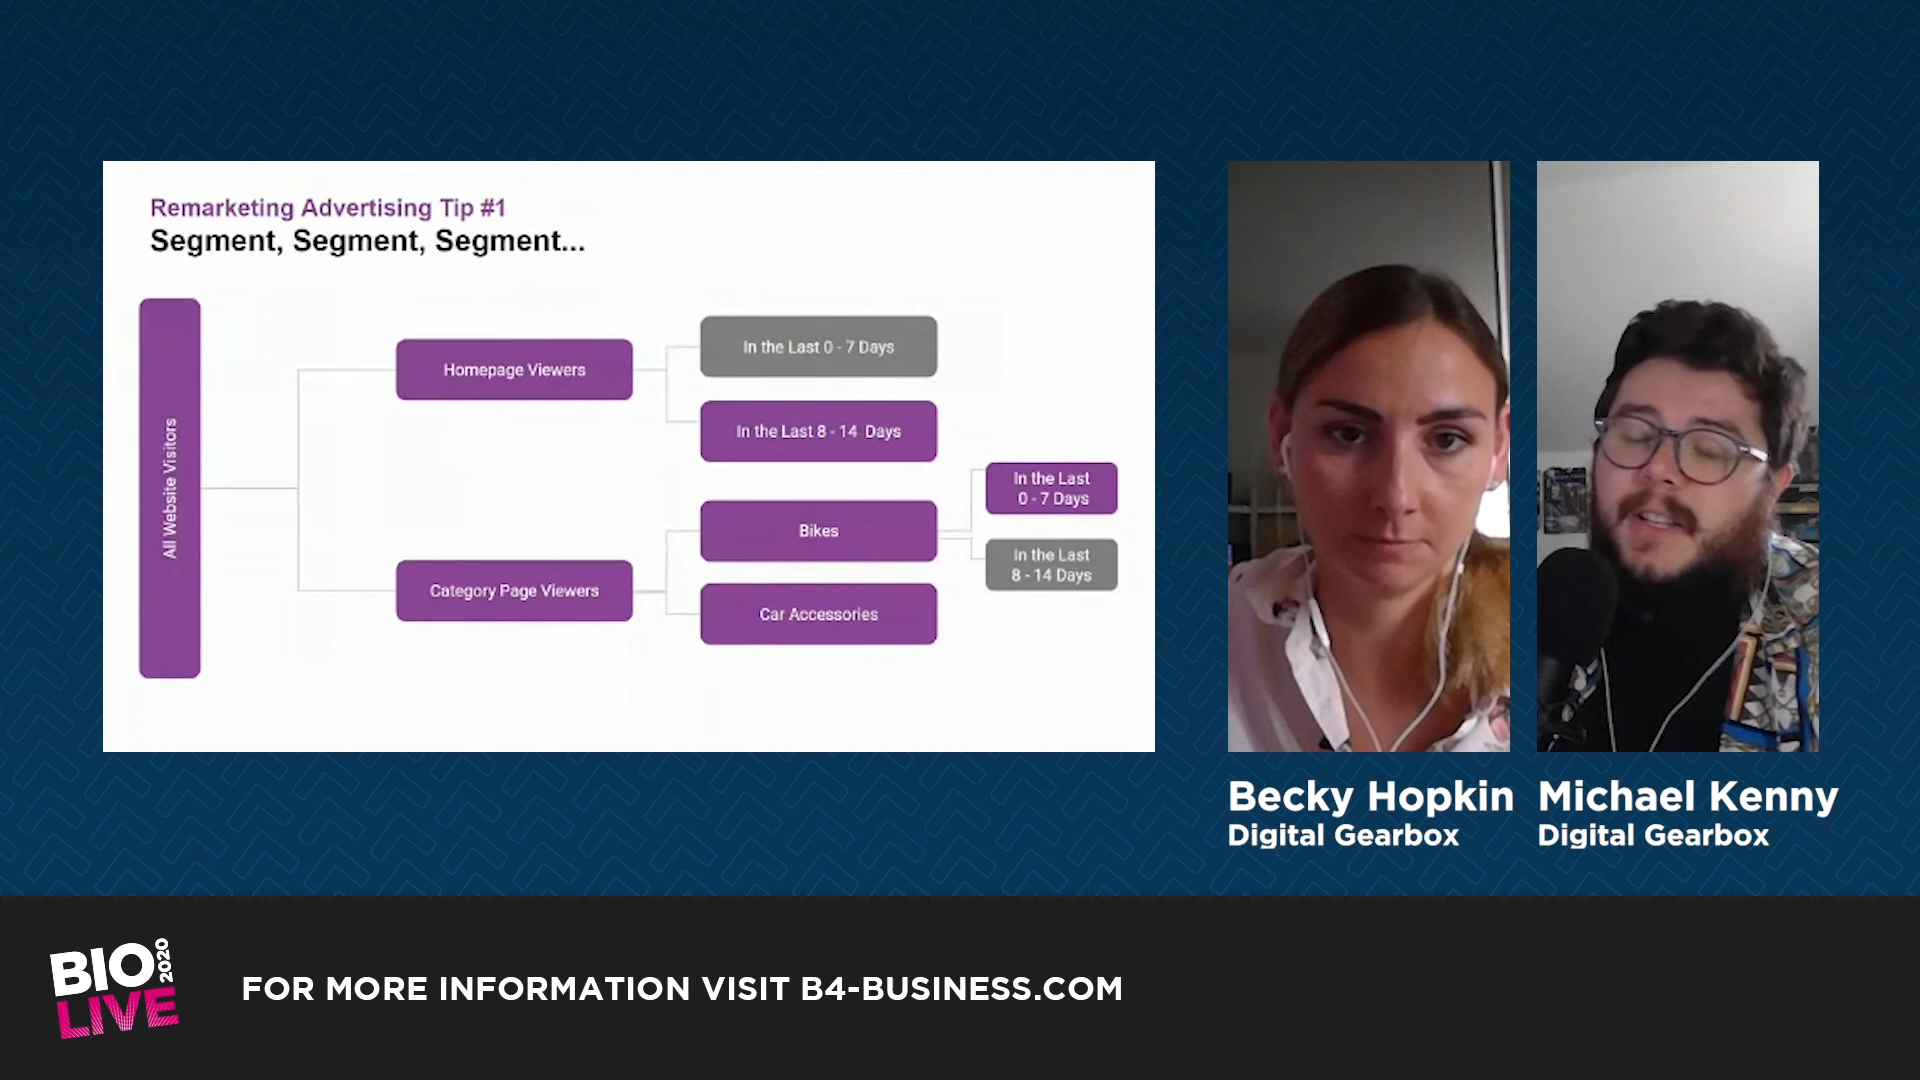 Remarketing Advertising Tip #1
Segment, Segment, Segment...
All Website Visitors
Homepage Viewers
In the Last 0 - 7 Days
In the Last 8 - 14 Days
Category Page Viewers
Bikes
In the Last
0 - 7 Days
In the Last
8 - 14 Days
Car Accessories
Becky Hopkin
Digital Gearbox
Michael Kenny
Digital Gearbox
BIO 2020
LIVE
FOR MORE INFORMATION VISIT B4-BUSINESS.COM